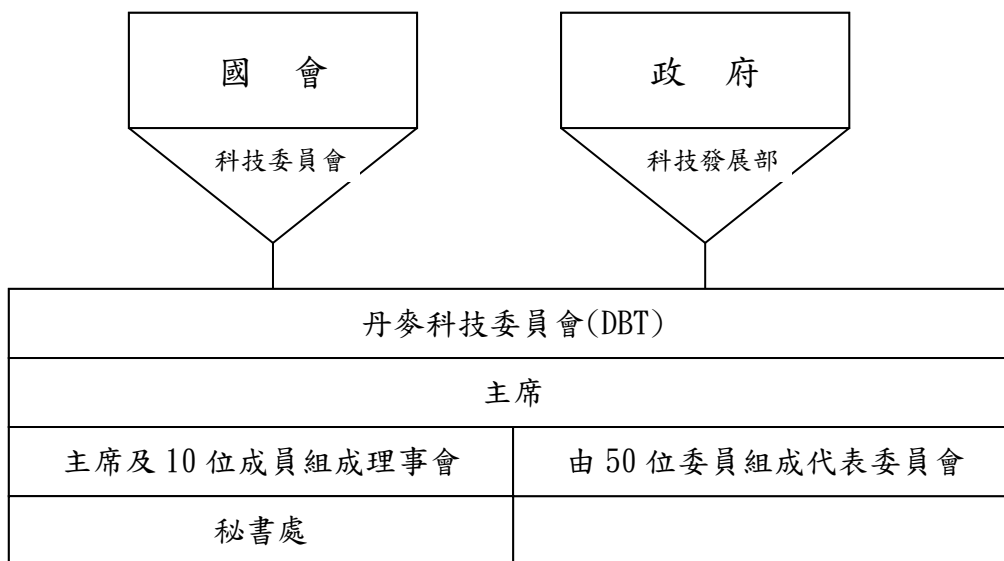 國 會
政 府
科技委員會
科技發展部
丹麥科技委員會(DBT)
主席
主席及10位成員組成理事會
由50位委員組成代表委員會
秘書處